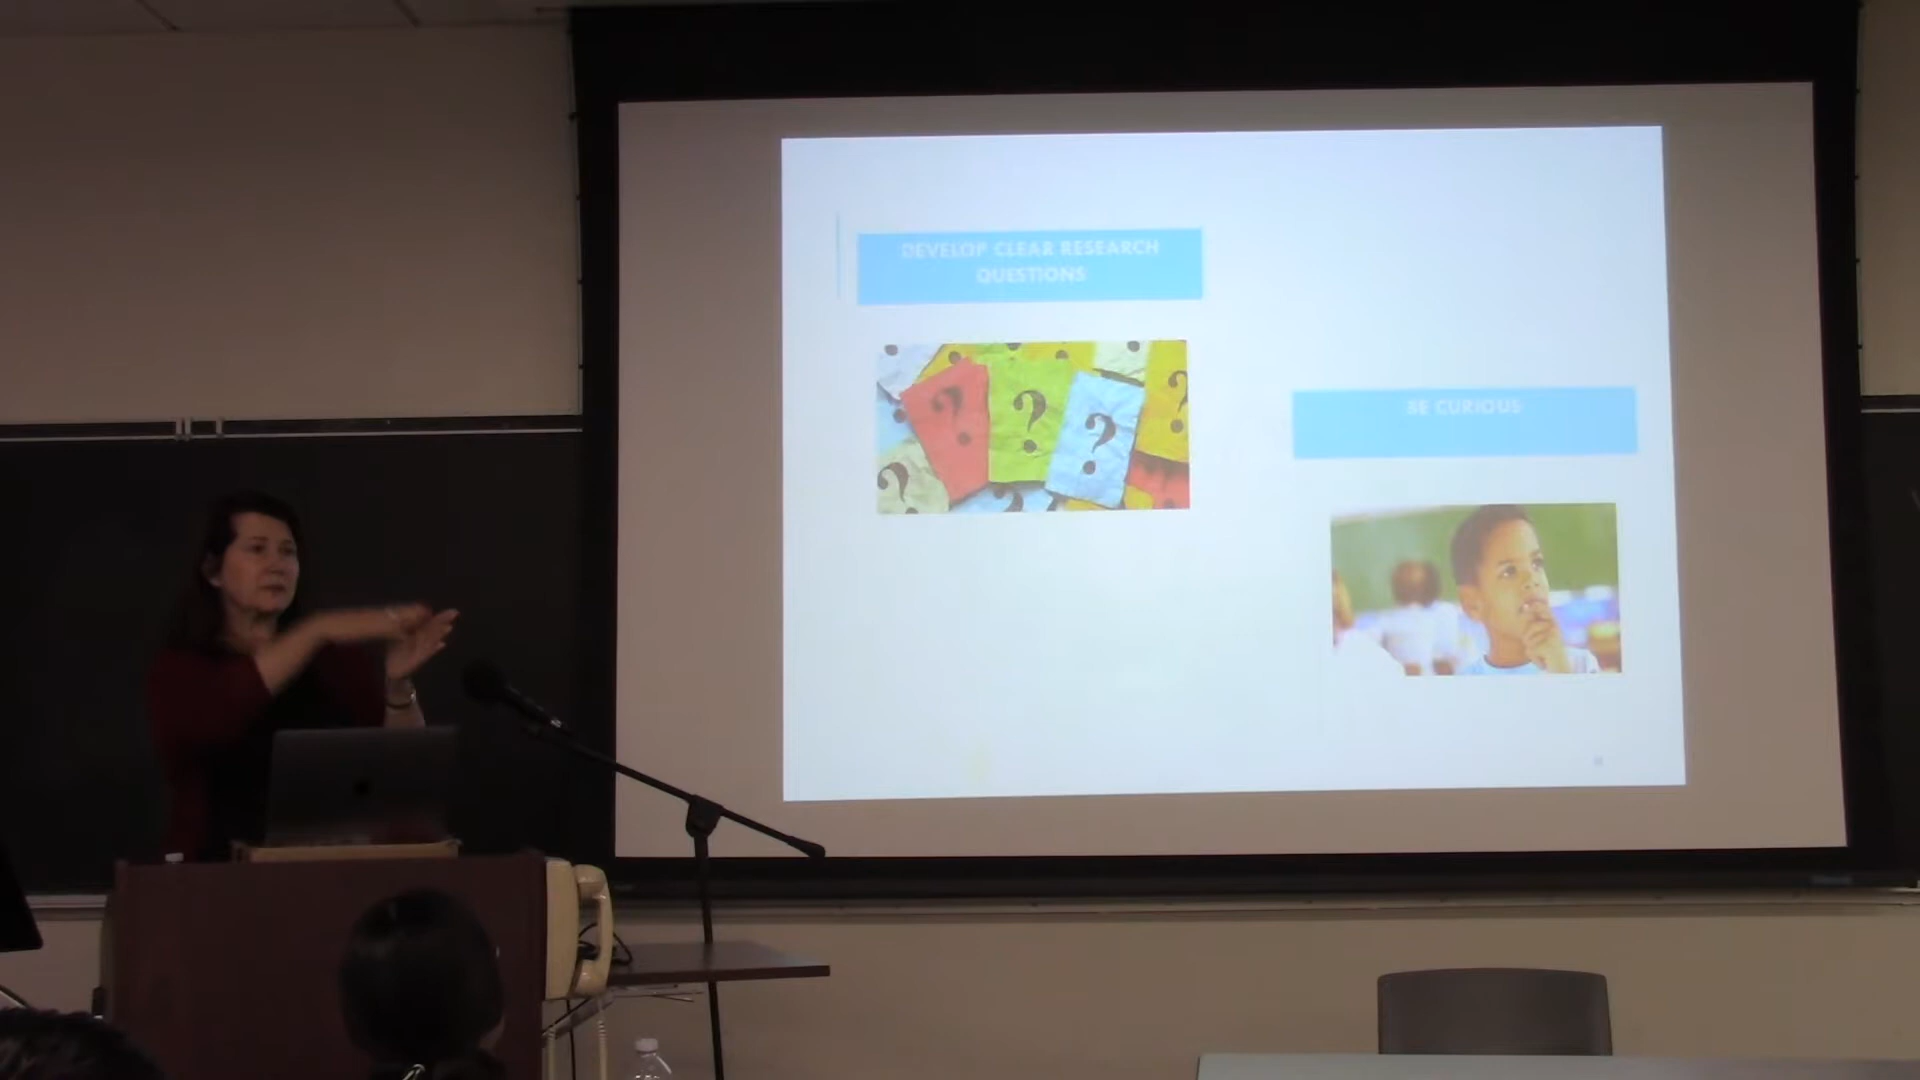 DEVELOP CLEAR RESEARCH
QUESTIONS
? ? ? ?
?
BE CURIOUS